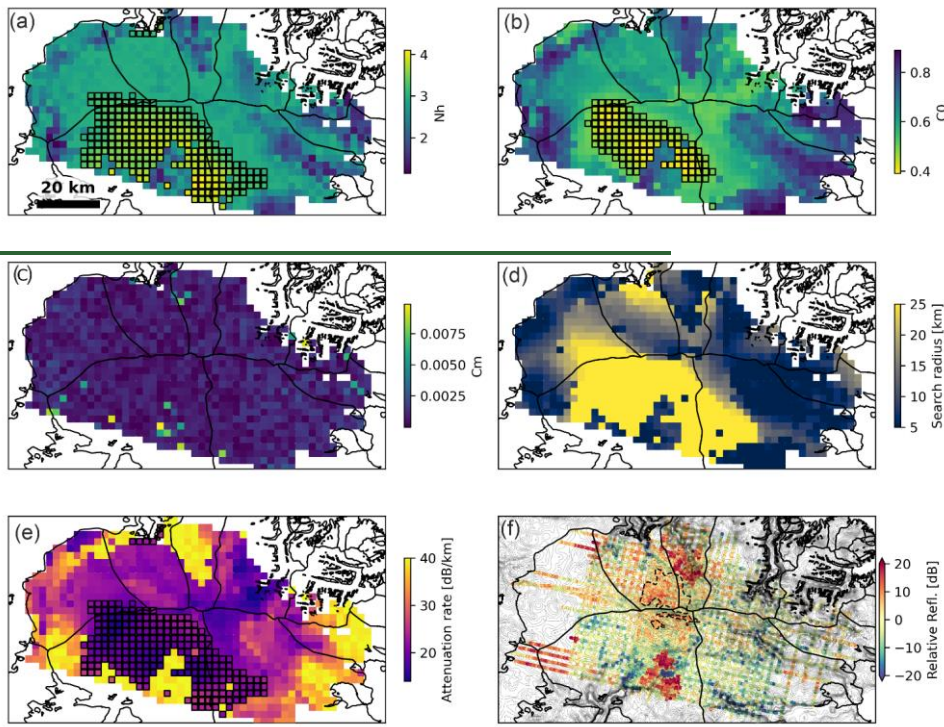 (a)
4
3
2
Nh
20 km
(b)
0.8
0.6
0.4
C0
(c)
0.0075
0.0050
0.0025
Cm
(d)
25
20
15
10
5
Search radius [km]
(e)
40
30
20
Attenuation rate [dB/km]
(f)
20
10
0
−10
−20
Relative Refl. [dB]